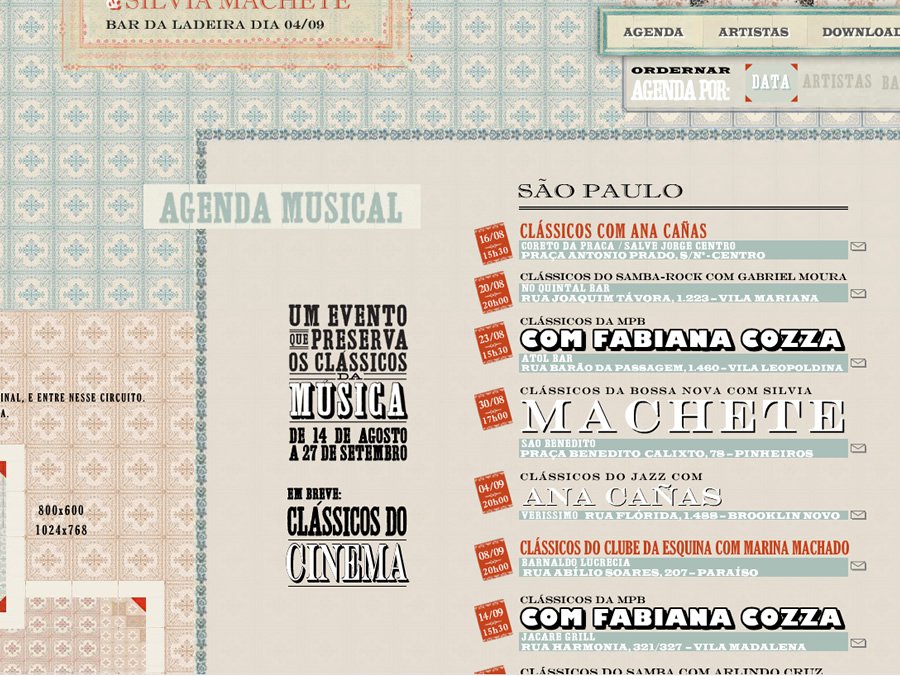 SILVIA MACHETE
BAR DA LADEIRA DIA 04/09
AGENDA
ARTISTAS
DOWNLOAD
ORDERNAR
AGENDA POR:
DATA
ARTISTAS
BA
AGENDA MUSICAL
UM EVENTO
QUE PRESERVA
OS CLÁSSICOS
DA
MÚSICA
DE 14 DE AGOSTO
A 27 DE SETEMBRO
EM BREVE:
CLÁSSICOS DO
CINEMA
INAL, E ENTRE NESSE CIRCUITO.
A.
800x600
1024x768
SÃO PAULO
16/08
15h30
CLÁSSICOS COM ANA CAÑAS
CORETO DA PRACA / SALVE JORGE CENTRO
PRAÇA ANTONIO PRADO, S/Nº - CENTRO
20/08
20h00
CLÁSSICOS DO SAMBA-ROCK COM GABRIEL MOURA
NO QUINTAL BAR
RUA JOAQUIM TÁVORA, 1.223 – VILA MARIANA
23/08
15h30
CLÁSSICOS DA MPB
COM FABIANA COZZA
ATOL BAR
RUA BARÃO DA PASSAGEM, 1.460 – VILA LEOPOLDINA
30/08
17h00
CLÁSSICOS DA BOSSA NOVA COM SILVIA
MACHETE
SAO BENEDITO
PRAÇA BENEDITO CALIXTO, 78 – PINHEIROS
04/09
20h00
CLÁSSICOS DO JAZZ COM
ANA CAÑAS
VERISSIMO RUA FLÓRIDA, 1.488 – BROOKLIN NOVO
08/09
20h00
CLÁSSICOS DO CLUBE DA ESQUINA COM MARINA MACHADO
BARNALDO LUCRECIA
RUA ABÍLIO SOARES, 207 – PARAÍSO
14/09
15h30
CLÁSSICOS DA MPB
COM FABIANA COZZA
JACARE GRILL
RUA HARMONIA, 321/327 – VILA MADALENA
CLÁSSICOS DO SAMBA COM ARLINDO CRUZ